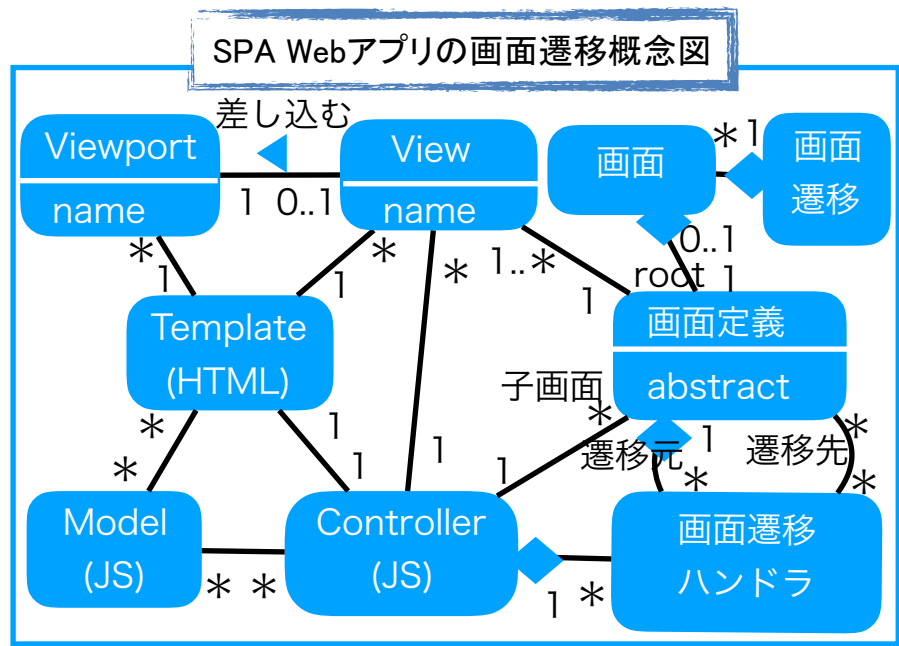 SPA Webアプリの画面遷移概念図
差し込む
Viewport
name
1 0..1
View
name
画面
*1
画面
遷移
*
1
*
1
*
1..*
1
0..1
root 1
Template
(HTML)
画面定義
abstract
子画面
*
*
*
1
1
1
1
*
遷移元
1
*
遷移先
*
Model
(JS)
* *
Controller
(JS)
1 *
画面遷移
ハンドラ